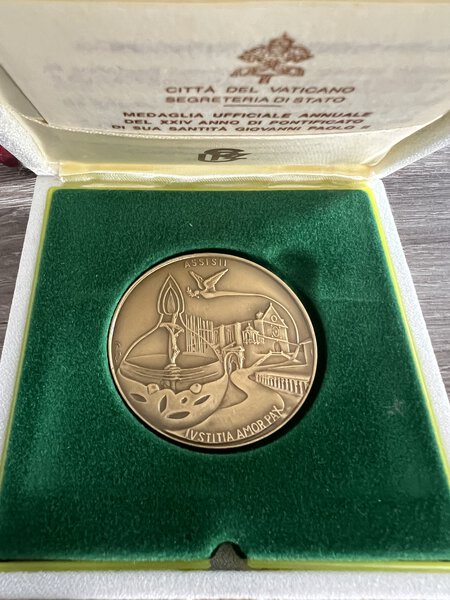 CITTÀ DEL VATICANO
SEGRETERIA DI STATO
MEDAGLIA UFFICIALE ANNUALE
DEL XXIV ANNO DI PONTIFICATO
DI SUA SANTITÀ GIOVANNI PAOLO II
ASSISII
IVSTITIA AMOR PAX